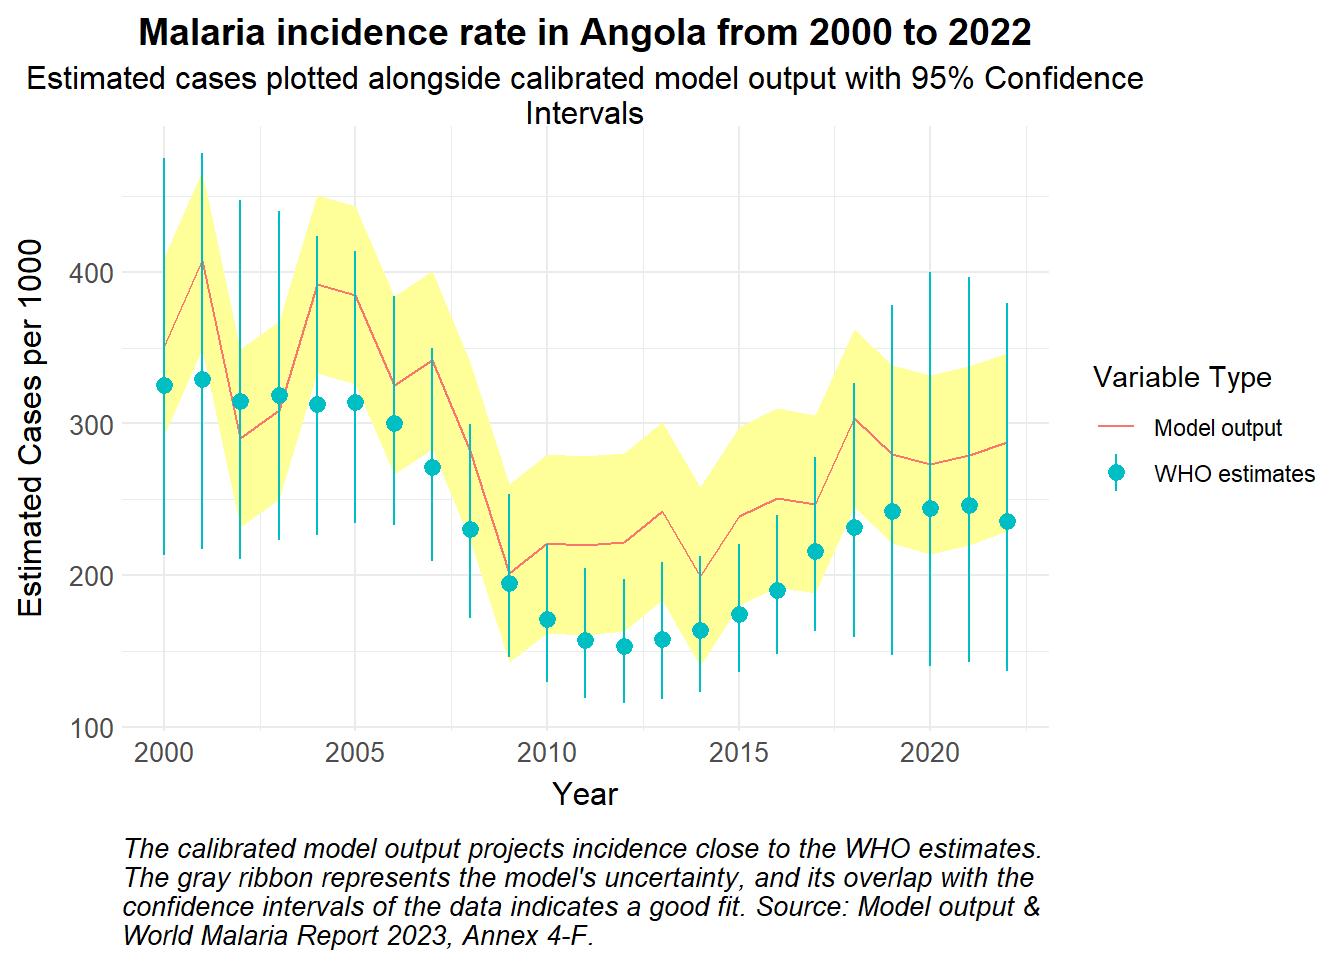 Malaria incidence rate in Angola from 2000 to 2022
Estimated cases plotted alongside calibrated model output with 95% Confidence
Intervals
Estimated Cases per 1000
400
300
200
100
2000 2005 2010 2015 2020
Year
Variable Type
Model output
WHO estimates
The calibrated model output projects incidence close to the WHO estimates.
The gray ribbon represents the model's uncertainty, and its overlap with the
confidence intervals of the data indicates a good fit. Source: Model output &
World Malaria Report 2023, Annex 4-F.